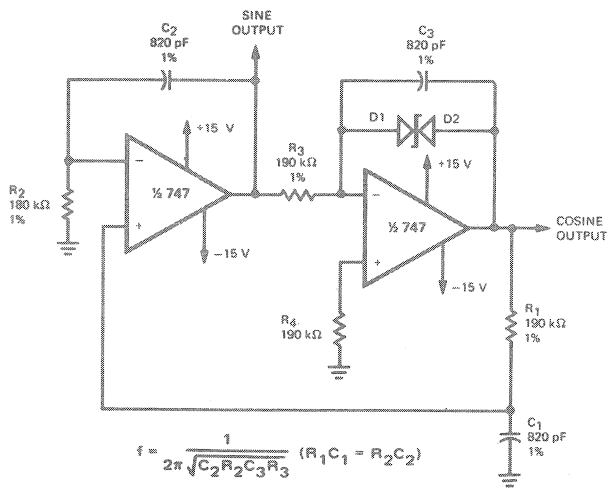 C2
820 pF
1%
SINE
OUTPUT
C3
820 pF
1%
D1
D2
+15 V
R3
190 kΩ
1%
+15 V
−
½ 747
+
R2
180 kΩ
1%
−15 V
−
½ 747
+
COSINE
OUTPUT
−15 V
R4
190 kΩ
R1
190 kΩ
1%
C1
820 pF
1%
f = 1 / 2π √C2R2C3R3 (R1C1 = R2C2)